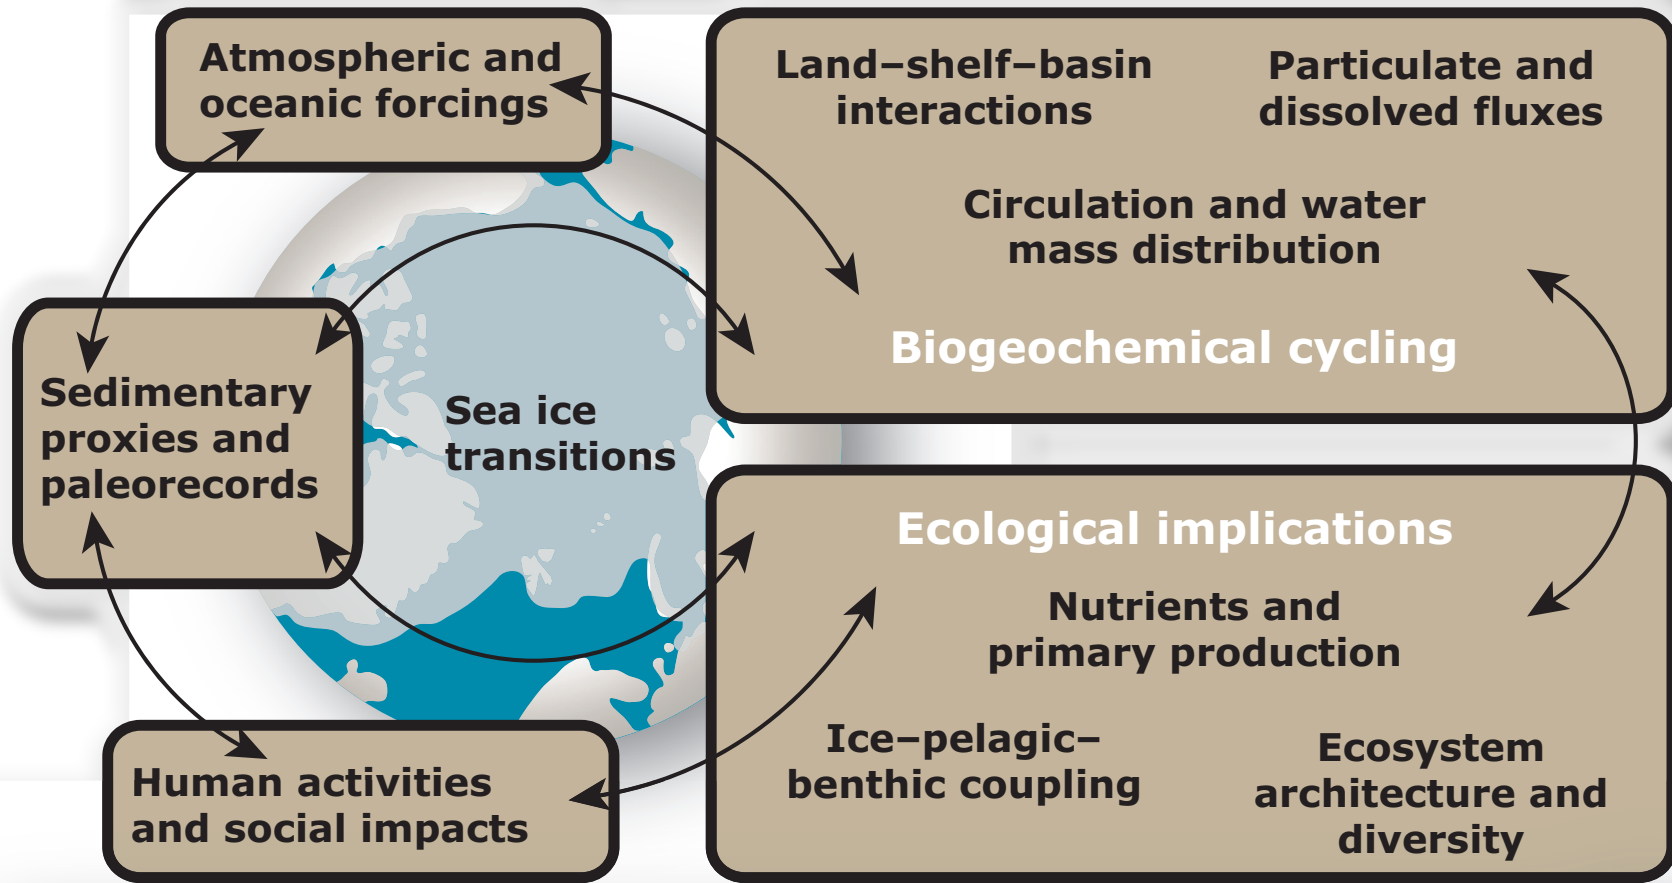 Atmospheric and
oceanic forcings
Land–shelf–basin
interactions
Particulate and
dissolved fluxes
Circulation and water
mass distribution
Biogeochemical cycling
Sedimentary
proxies and
paleorecords
Sea ice
transitions
Ecological implications
Nutrients and
primary production
Ice–pelagic–
benthic coupling
Ecosystem
architecture and
diversity
Human activities
and social impacts